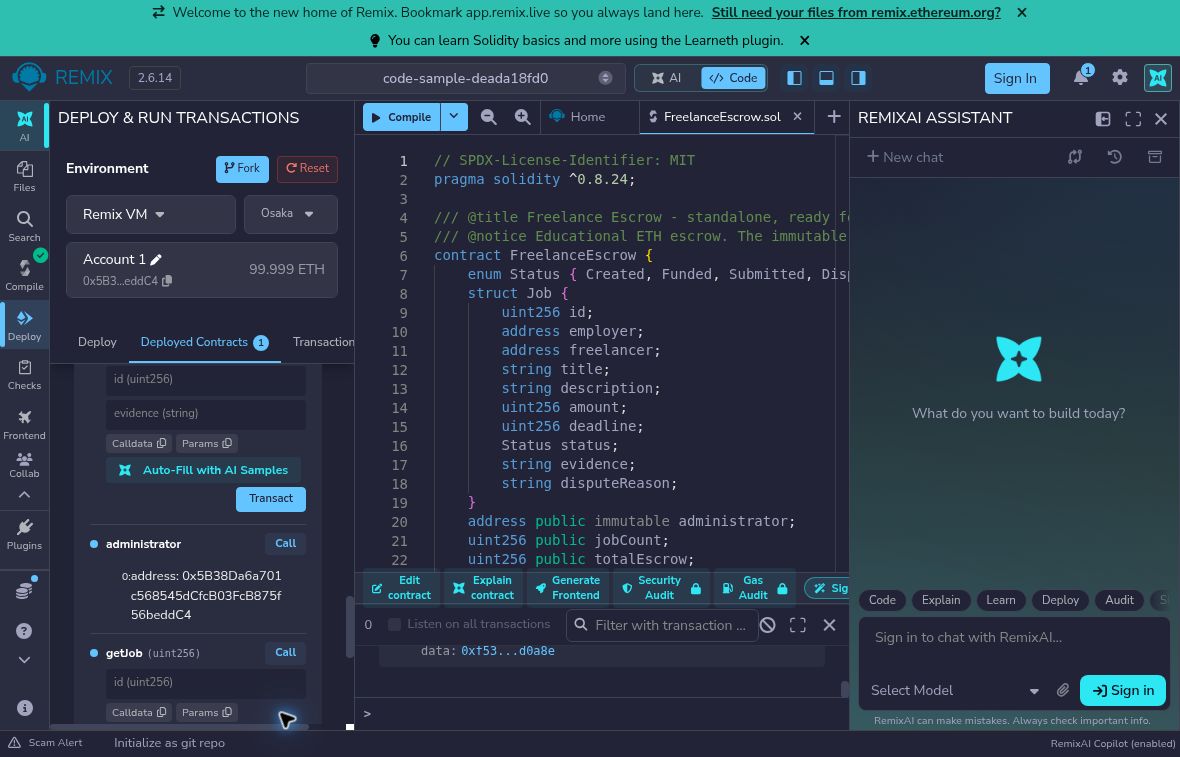 Welcome to the new home of Remix. Bookmark app.remix.live so you always land here. Still need your files from remix.ethereum.org?
You can learn Solidity basics and more using the Learneth plugin.
REMIX
2.6.14
code-sample-deada18fd0
AI
Code
Sign In
1
AI
AI
Files
Search
Compile
Deploy
Checks
Frontend
Collab
Plugins
DEPLOY & RUN TRANSACTIONS
Environment
Fork
Reset
Remix VM
Osaka
Account 1
0x5B3...eddC4
99.999 ETH
Deploy
Deployed Contracts 1
Transaction
id (uint256)
evidence (string)
Calldata
Params
Auto-Fill with AI Samples
Transact
administrator
Call
0:address: 0x5B38Da6a701
c568545dCfcB03FcB875f
56beddC4
getJob (uint256)
Call
id (uint256)
Calldata
Params
Compile
Home
FreelanceEscrow.sol
1 // SPDX-License-Identifier: MIT
2 pragma solidity ^0.8.24;
3
4 /// @title Freelance Escrow - standalone, ready f
5 /// @notice Educational ETH escrow. The immutable
6 contract FreelanceEscrow {
7 enum Status { Created, Funded, Submitted, Disp
8 struct Job {
9 uint256 id;
10 address employer;
11 address freelancer;
12 string title;
13 string description;
14 uint256 amount;
15 uint256 deadline;
16 Status status;
17 string evidence;
18 string disputeReason;
19 }
20 address public immutable administrator;
21 uint256 public jobCount;
22 uint256 public totalEscrow;
Edit contract
Explain contract
Generate Frontend
Security Audit
Gas Audit
Sig
0
Listen on all transactions
Filter with transaction ...
data: 0xf53...d0a8e
>
REMIXAI ASSISTANT
New chat
What do you want to build today?
Code
Explain
Learn
Deploy
Audit
Sign in to chat with RemixAI...
Select Model
Sign in
RemixAI can make mistakes. Always check important info.
Scam Alert
Initialize as git repo
RemixAI Copilot (enabled)